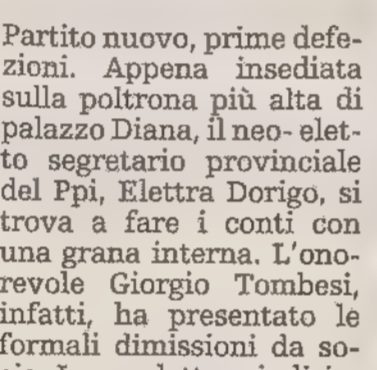 Partito nuovo, prime defe-
zioni. Appena insediata
sulla poltrona più alta di
palazzo Diana, il neo- elet-
to segretario provinciale
del Ppi, Elettra Dorigo, si
trova a fare i conti con
una grana interna. L'ono-
revole Giorgio Tombesi,
infatti, ha presentato le
formali dimissioni da so-